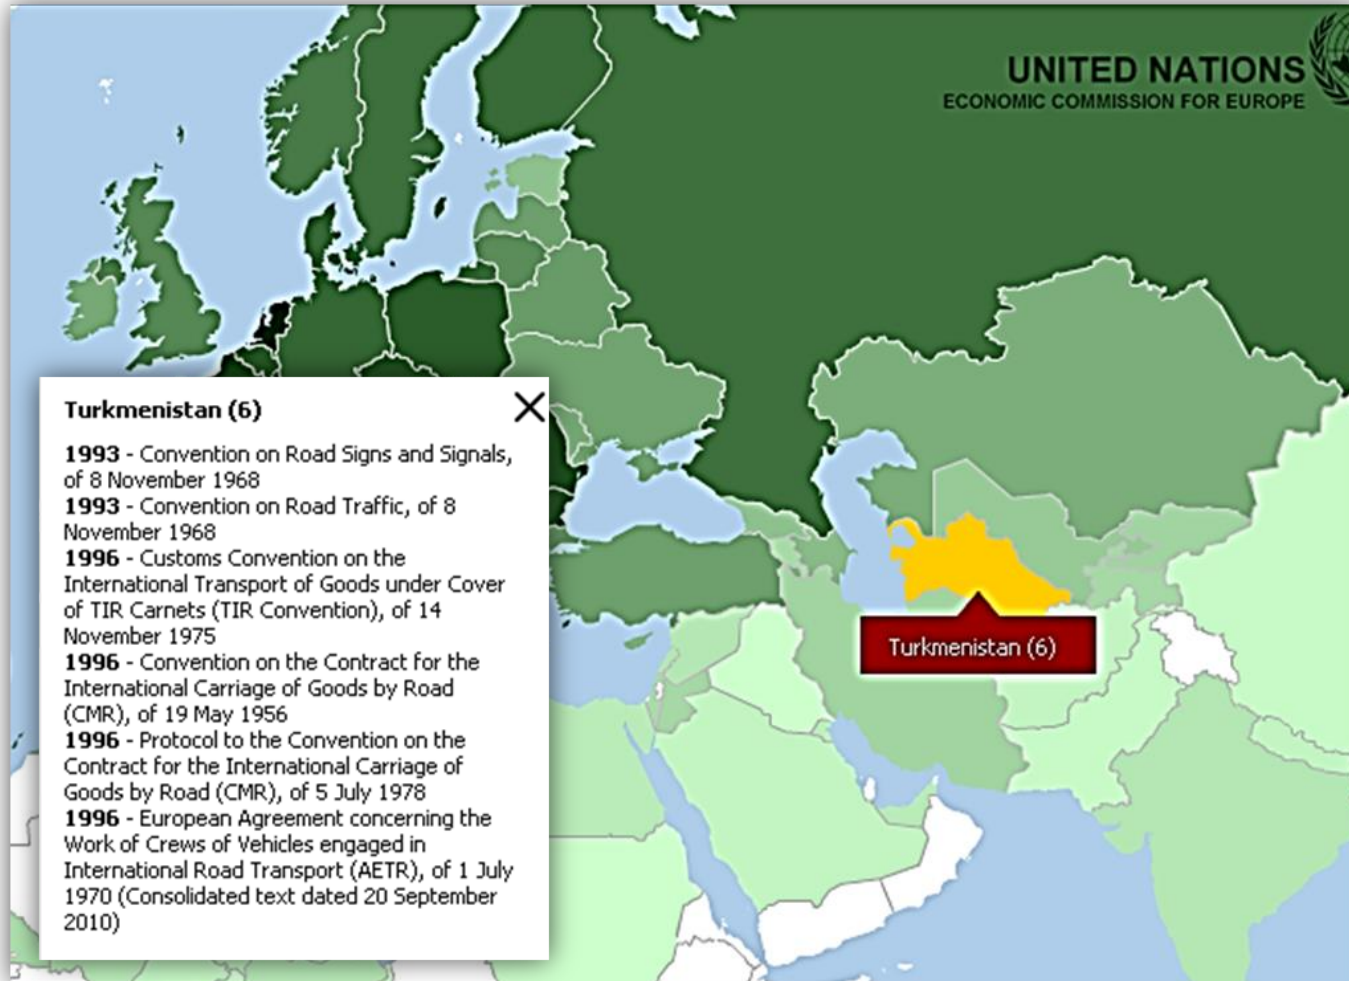 UNITED NATIONS
ECONOMIC COMMISSION FOR EUROPE
Turkmenistan (6)
1993 - Convention on Road Signs and Signals,
of 8 November 1968
1993 - Convention on Road Traffic, of 8
November 1968
1996 - Customs Convention on the
International Transport of Goods under Cover
of TIR Carnets (TIR Convention), of 14
November 1975
1996 - Convention on the Contract for the
International Carriage of Goods by Road
(CMR), of 19 May 1956
1996 - Protocol to the Convention on the
Contract for the International Carriage of
Goods by Road (CMR), of 5 July 1978
1996 - European Agreement concerning the
Work of Crews of Vehicles engaged in
International Road Transport (AETR), of 1 July
1970 (Consolidated text dated 20 September
2010)
Turkmenistan (6)